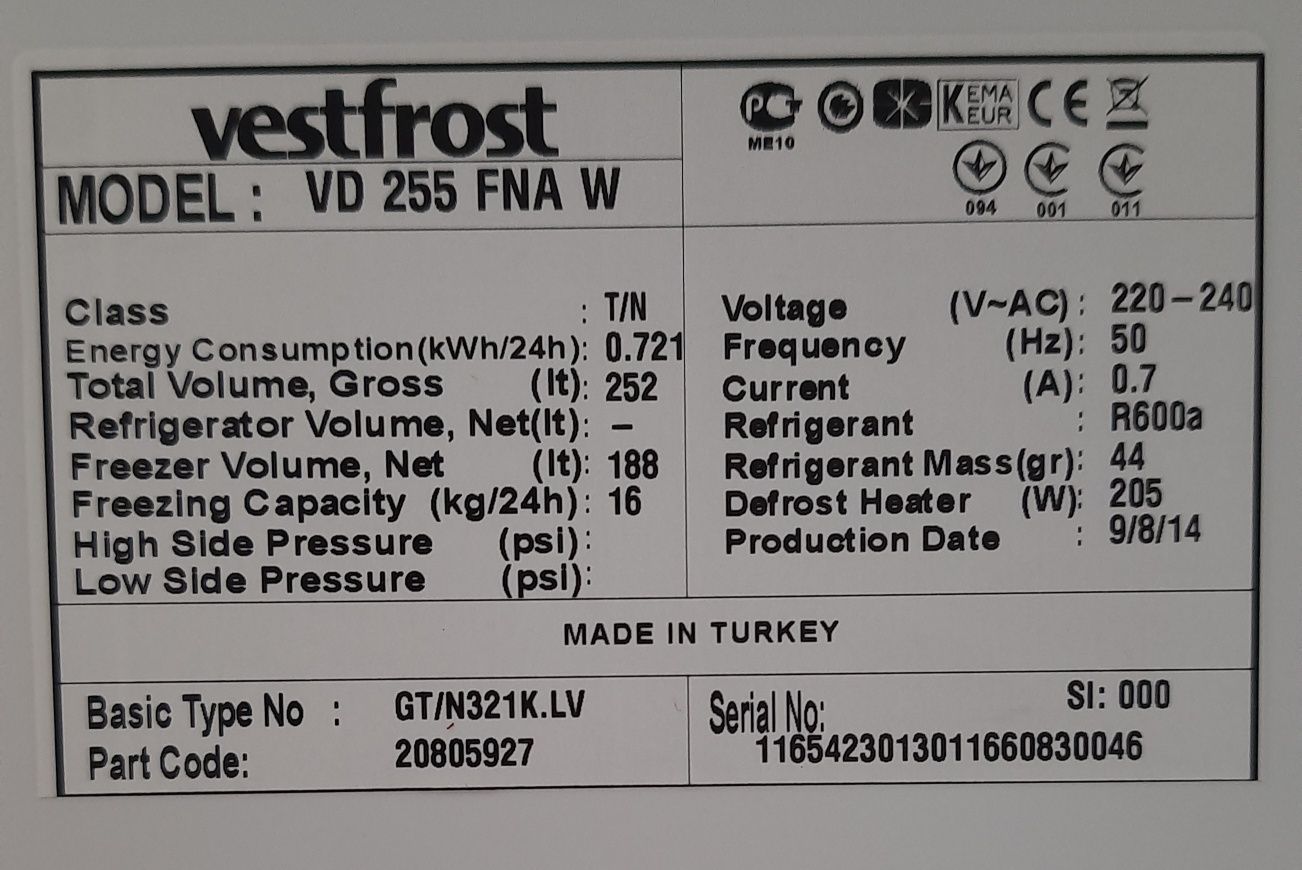 vestfrost
MODEL : VD 255 FNA W
PCT
ME10
KEMA
EUR
CE
094 001 011
Class : T/N
Energy Consumption(kWh/24h): 0.721
Total Volume, Gross (lt): 252
Refrigerator Volume, Net(lt): –
Freezer Volume, Net (lt): 188
Freezing Capacity (kg/24h): 16
High Side Pressure (psi):
Low Side Pressure (psi):
Voltage (V~AC): 220–240
Frequency (Hz): 50
Current (A): 0.7
Refrigerant : R600a
Refrigerant Mass(gr): 44
Defrost Heater (W): 205
Production Date : 9/8/14
MADE IN TURKEY
Basic Type No : GT/N321K.LV
Part Code: 20805927
SI: 000
Serial No:
1165423013011660830046